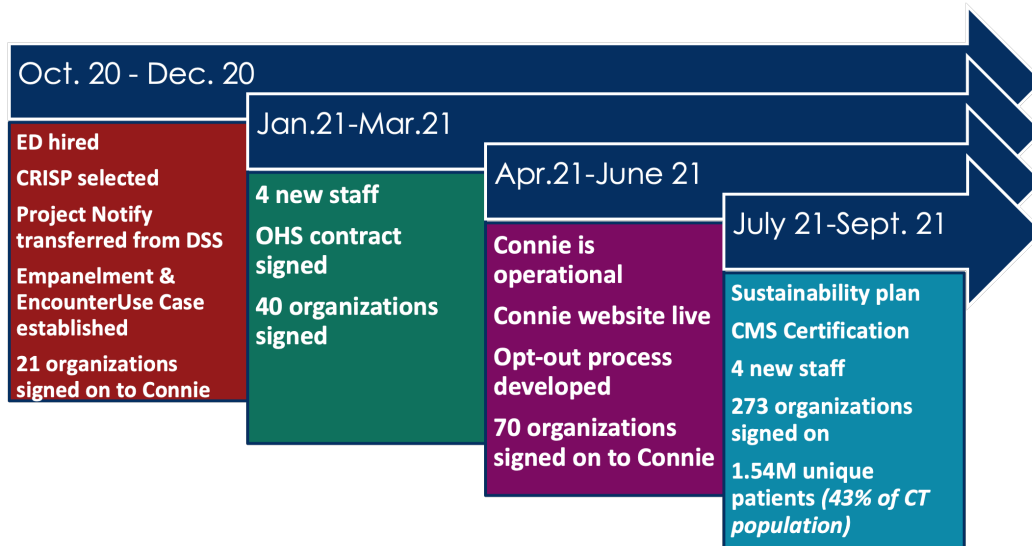 Oct. 20 - Dec. 20
ED hired
CRISP selected
Project Notify
transferred from DSS
Empanelment &
EncounterUse Case
established
21 organizations
signed on to Connie
Jan.21-Mar.21
4 new staff
OHS contract
signed
40 organizations
signed
Apr.21-June 21
Connie is
operational
Connie website live
Opt-out process
developed
70 organizations
signed on to Connie
July 21-Sept. 21
Sustainability plan
CMS Certification
4 new staff
273 organizations
signed on
1.54M unique
patients (43% of CT
population)